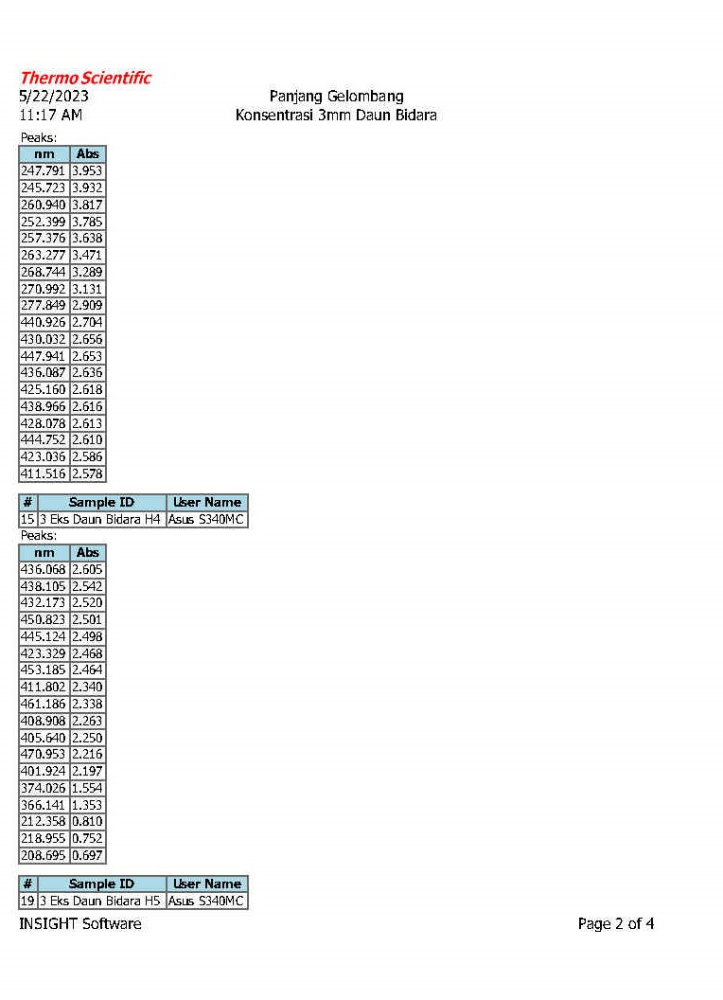 Thermo Scientific
5/22/2023
Panjang Gelombang
11:17 AM
Konsentrasi 3mm Daun Bidara
Peaks:
nm Abs
247.791 3.953
245.723 3.932
260.940 3.817
252.399 3.785
257.376 3.638
263.277 3.471
268.744 3.289
270.992 3.131
277.849 2.909
440.926 2.704
430.032 2.656
447.941 2.653
436.087 2.636
425.160 2.618
438.966 2.616
428.078 2.613
444.752 2.610
423.036 2.586
411.516 2.578
# Sample ID User Name
15 3 Eks Daun Bidara H4 Asus S340MC
Peaks:
nm Abs
436.068 2.605
438.105 2.542
432.173 2.520
450.823 2.501
445.124 2.498
423.329 2.468
453.185 2.464
411.802 2.340
461.186 2.338
408.908 2.263
405.640 2.250
470.953 2.216
401.924 2.197
374.026 1.554
366.141 1.353
212.358 0.810
218.955 0.752
208.695 0.697
# Sample ID User Name
19 3 Eks Daun Bidara H5 Asus S340MC
INSIGHT Software
Page 2 of 4